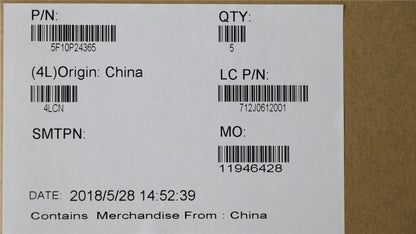 P/N: QTY:
5F10P24365 5
(4L)Origin: China LC P/N:
4LCN 712J0612001
SMTPN: MO:
11946428
DATE: 2018/5/28 14:52:39
Contains Merchandise From : China